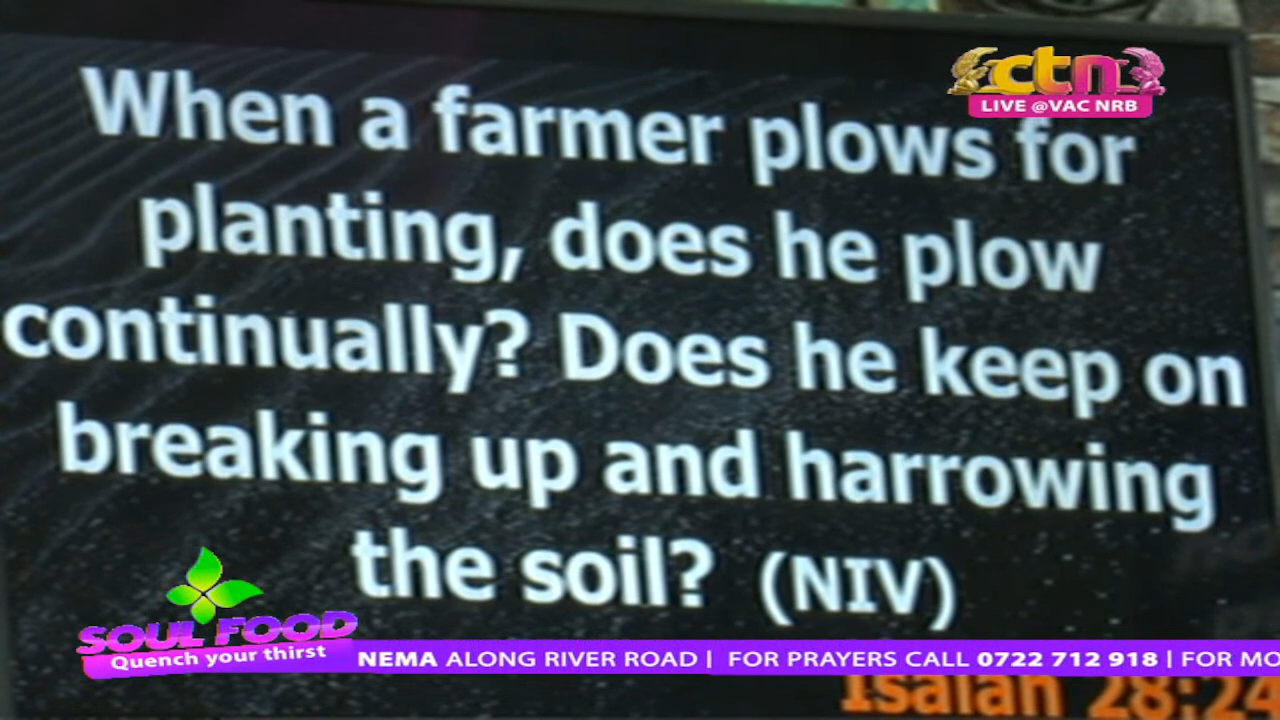 ctn
LIVE @VAC NRB
When a farmer plows for
planting, does he plow
continually? Does he keep on
breaking up and harrowing
the soil? (NIV)
SOUL FOOD
Quench your thirst
NEMA ALONG RIVER ROAD | FOR PRAYERS CALL 0722 712 918 | FOR MO
Isaiah 28:24